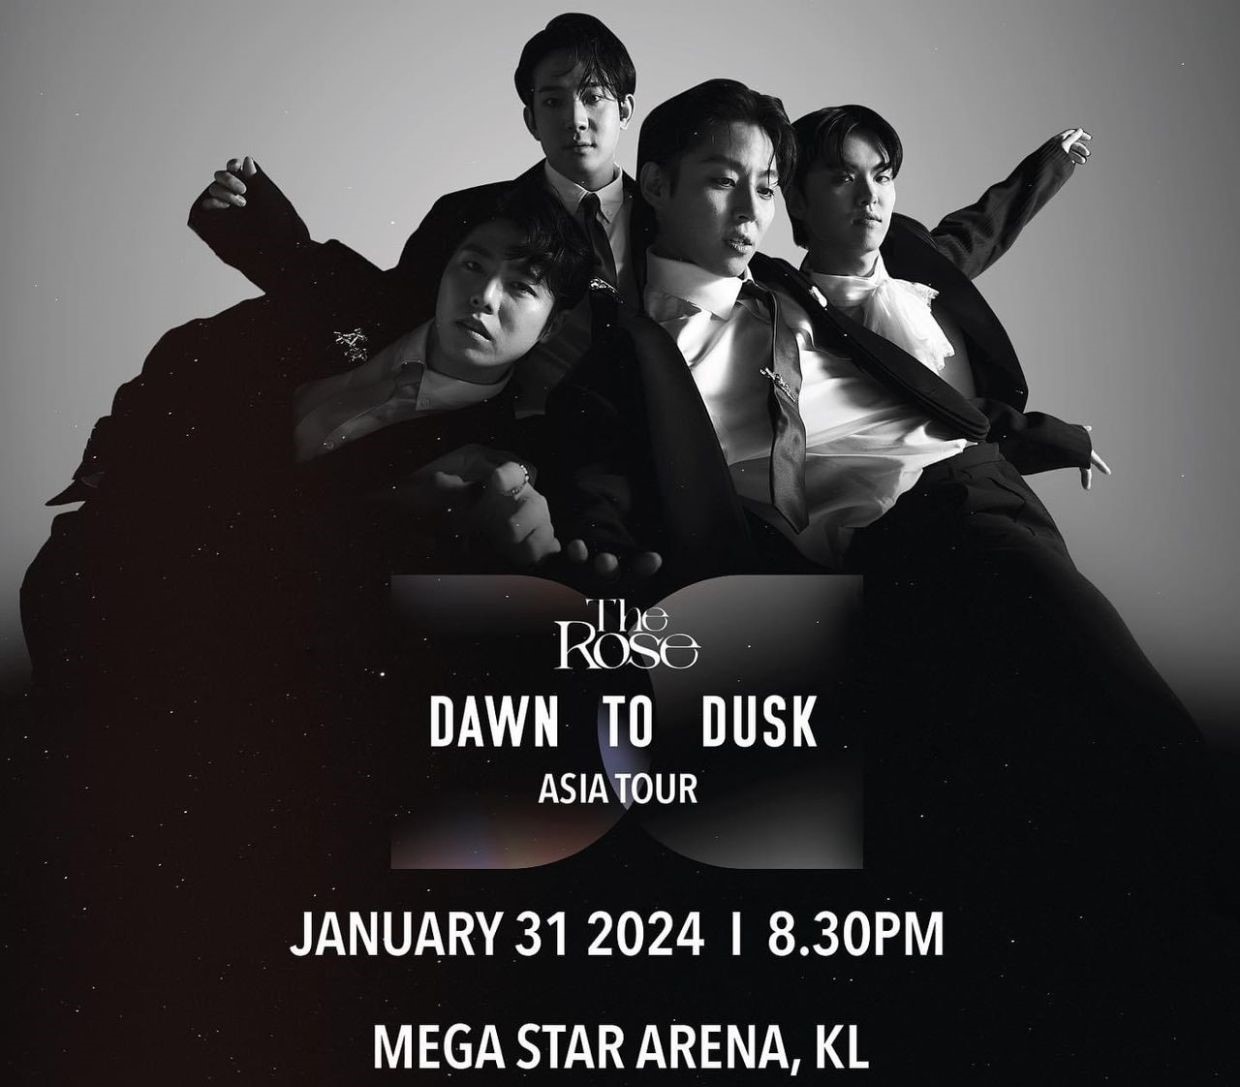 The
Rose
DAWN TO DUSK
ASIA TOUR
JANUARY 31 2024 | 8.30PM
MEGA STAR ARENA, KL